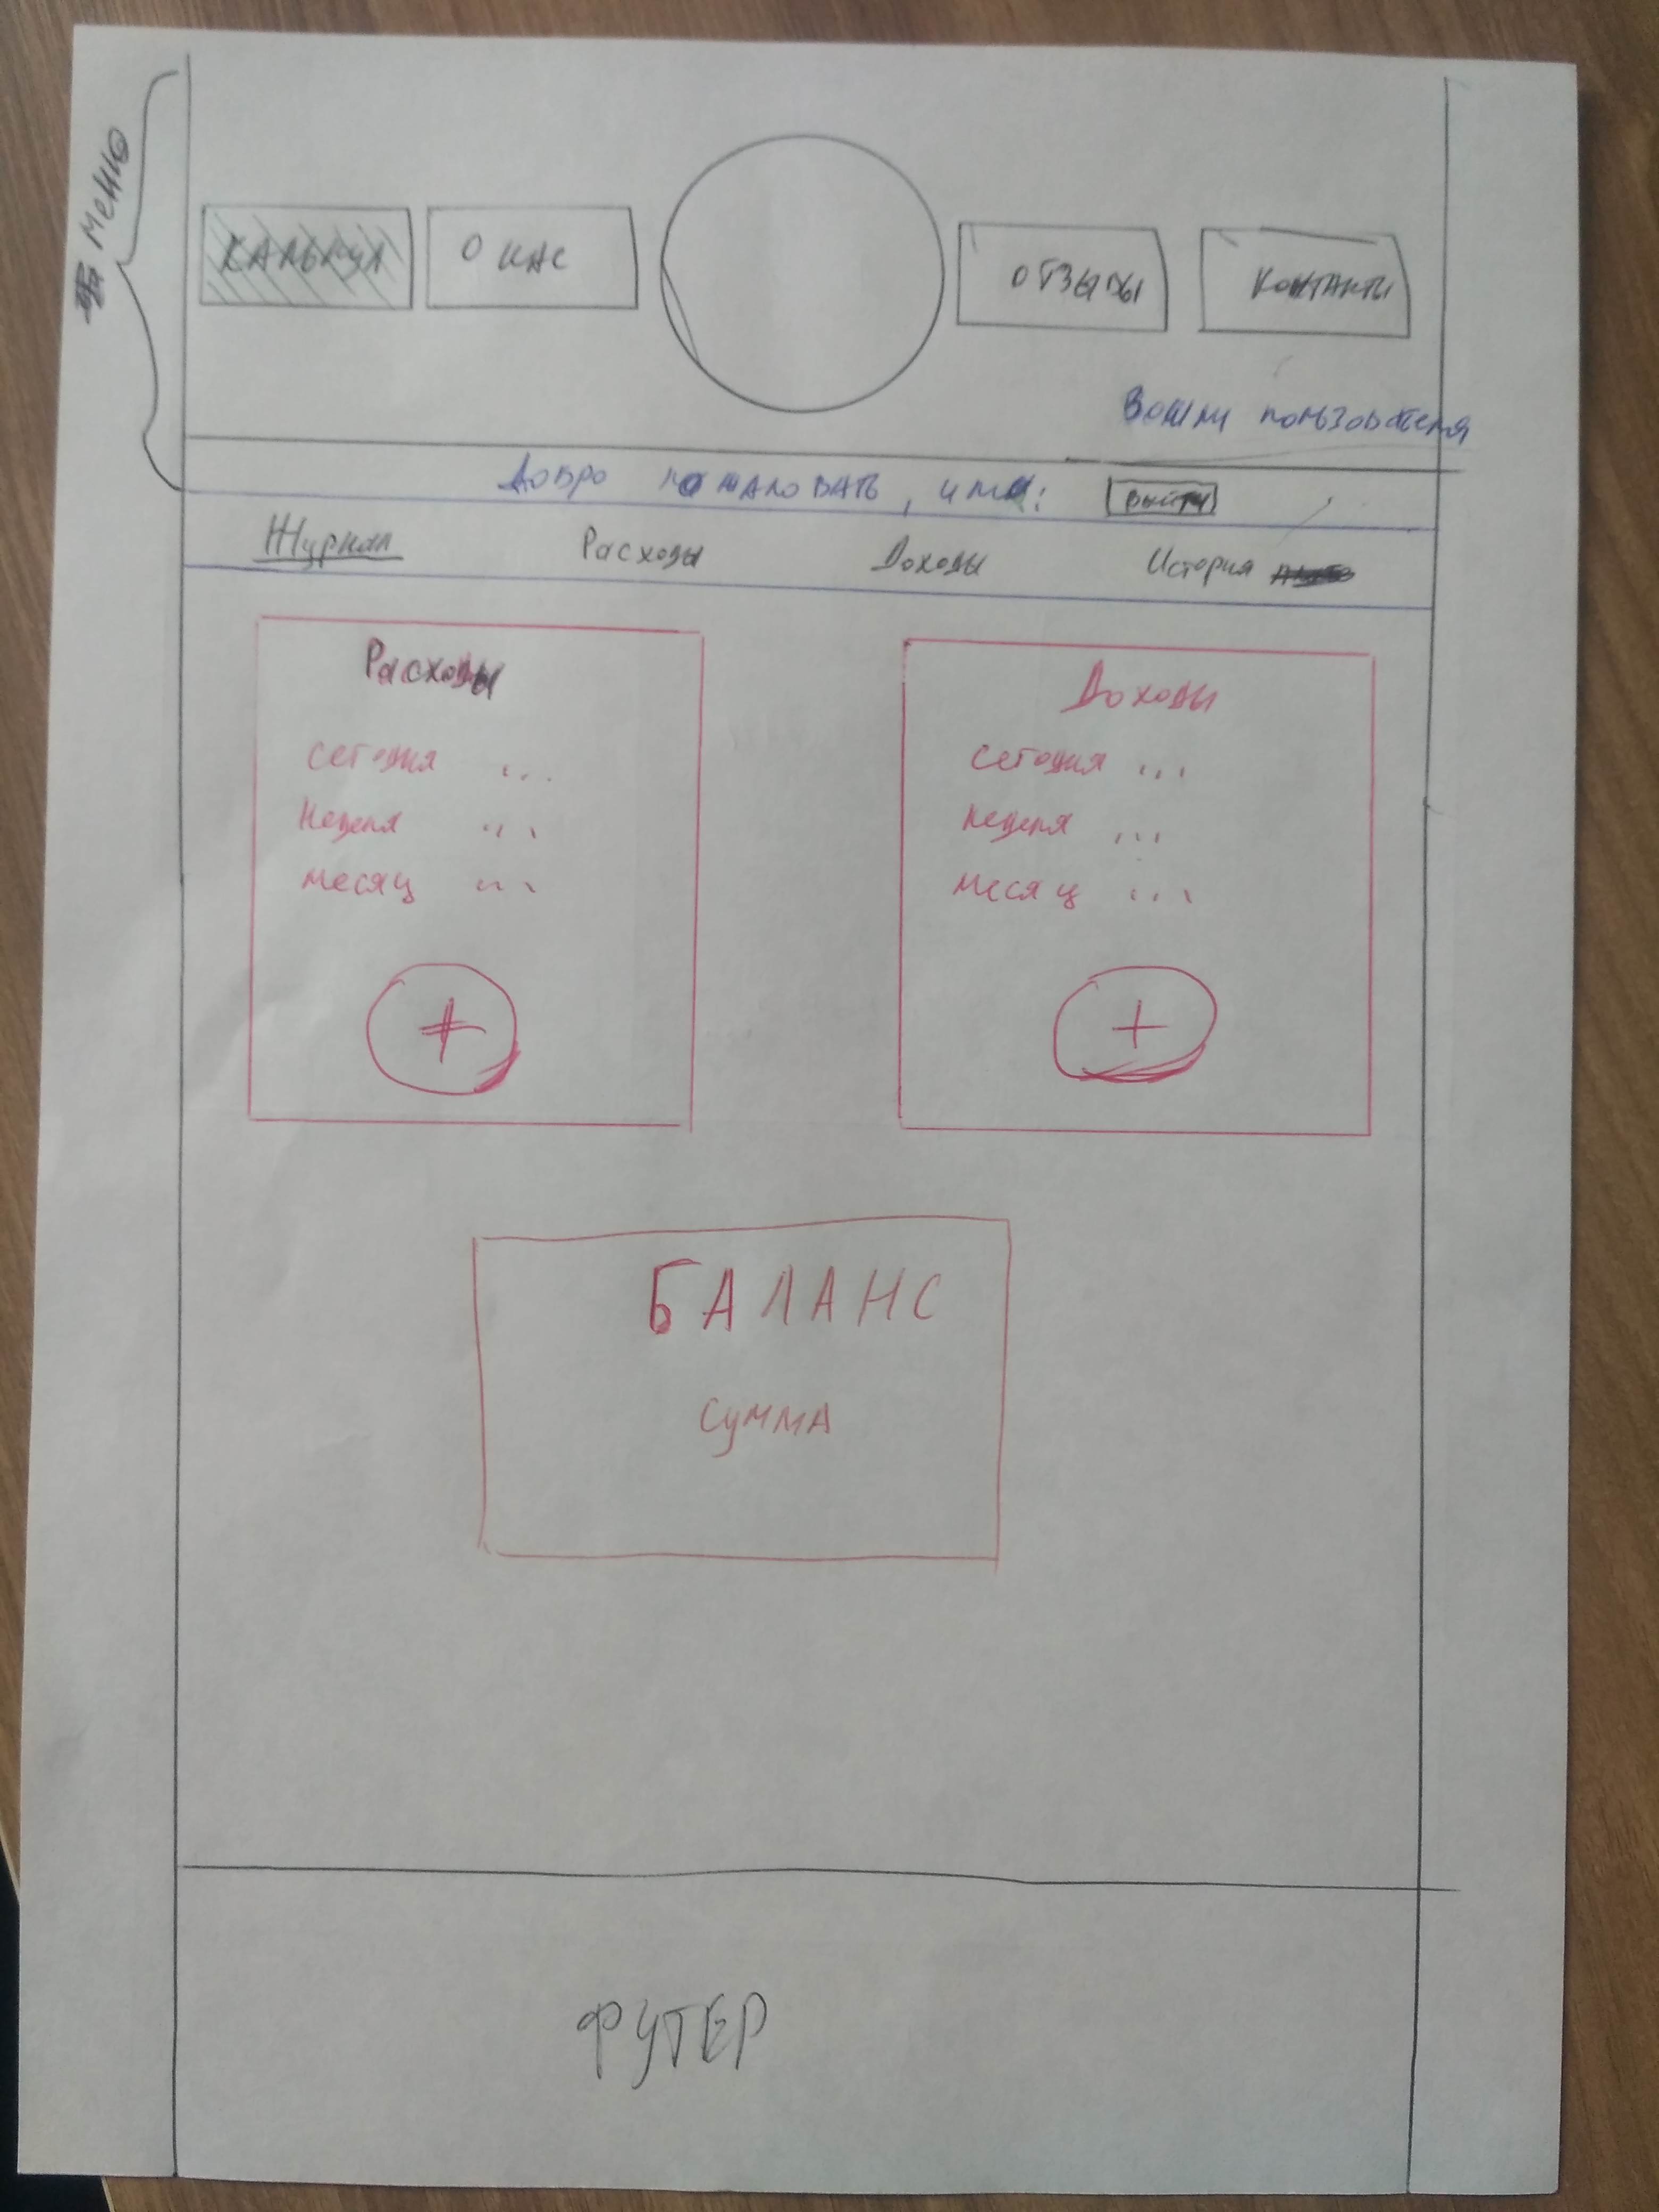 меню
КАЛЬКУЛ
О НАС
ОТЗЫВЫ
КОНТАКТЫ
Вошли пользователя
Добро пожаловать, имя:
выйти
Журнал Расходы Доходы История
Расходы
сегодня ...
неделя ...
месяц ...
+
Доходы
сегодня ...
неделя ...
месяц ...
+
БАЛАНС
сумма
ФУТЕР